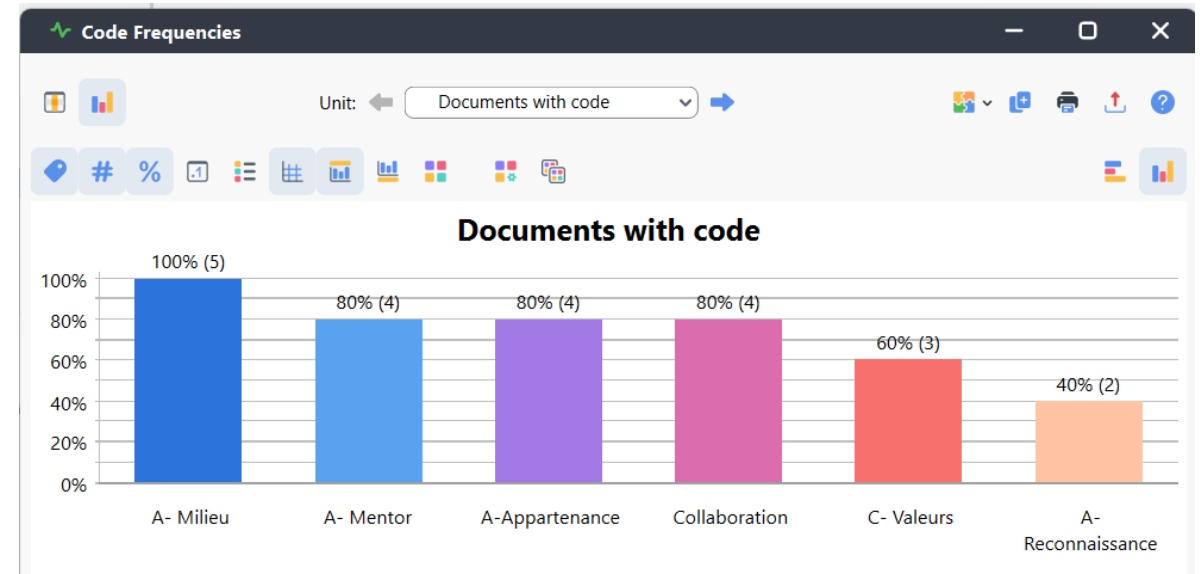 Code Frequencies
Unit: Documents with code
# % .1
Documents with code
100% (5)
80% (4) 80% (4) 80% (4)
60% (3)
40% (2)
100%
80%
60%
40%
20%
0%
A- Milieu A- Mentor A-Appartenance Collaboration C- Valeurs A-
Reconnaissance